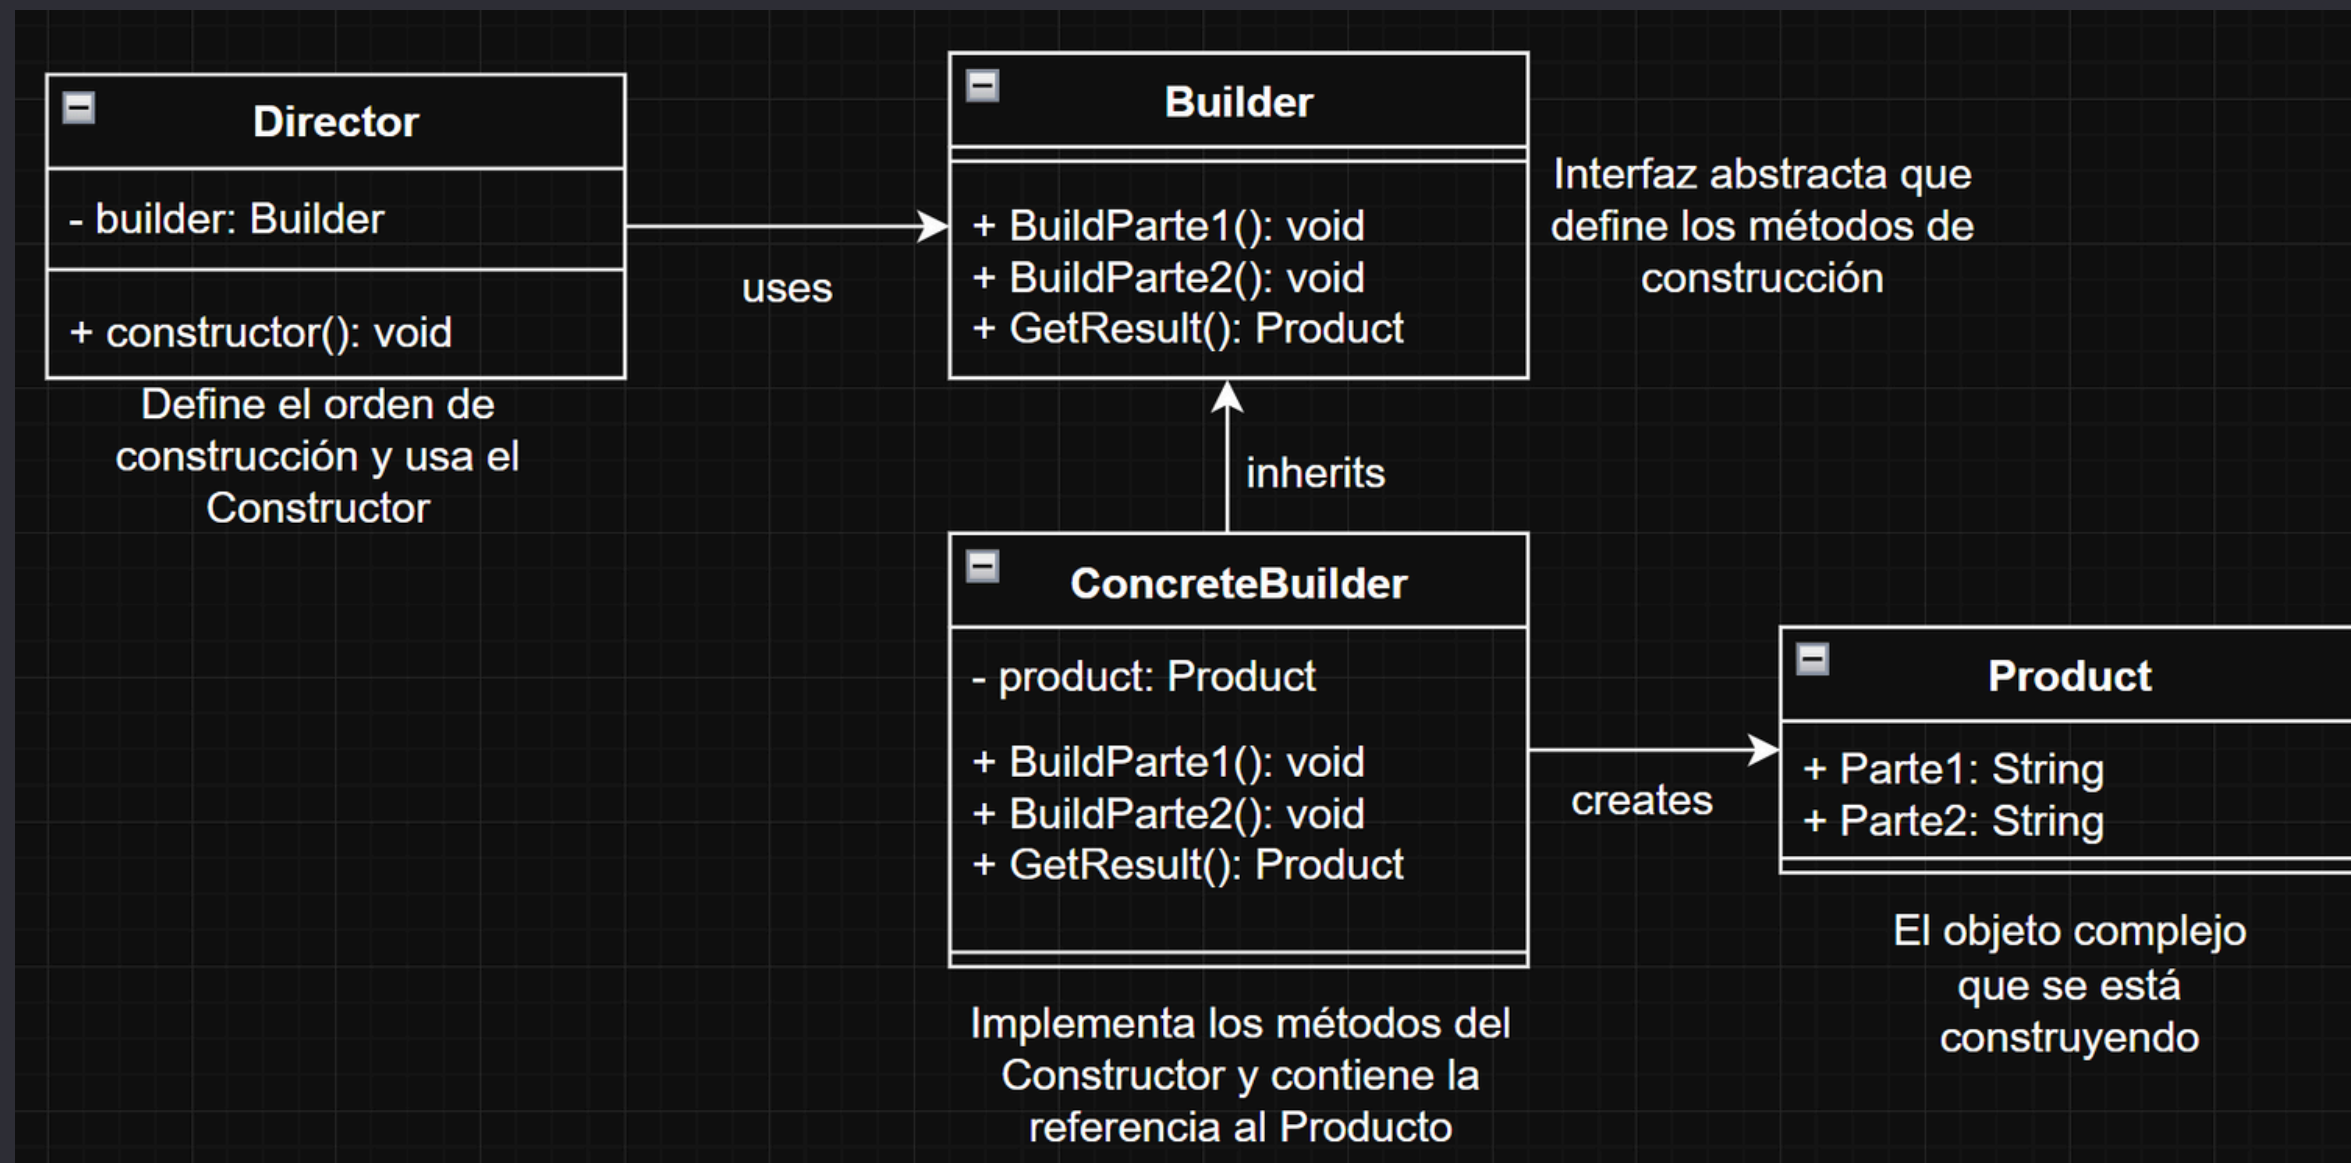 Director
- builder: Builder
+ constructor(): void
Define el orden de
construcción y usa el
Constructor
uses
Builder
+ BuildParte1(): void
+ BuildParte2(): void
+ GetResult(): Product
Interfaz abstracta que
define los métodos de
construcción
inherits
ConcreteBuilder
- product: Product
+ BuildParte1(): void
+ BuildParte2(): void
+ GetResult(): Product
Implementa los métodos del
Constructor y contiene la
referencia al Producto
creates
Product
+ Parte1: String
+ Parte2: String
El objeto complejo
que se está
construyendo